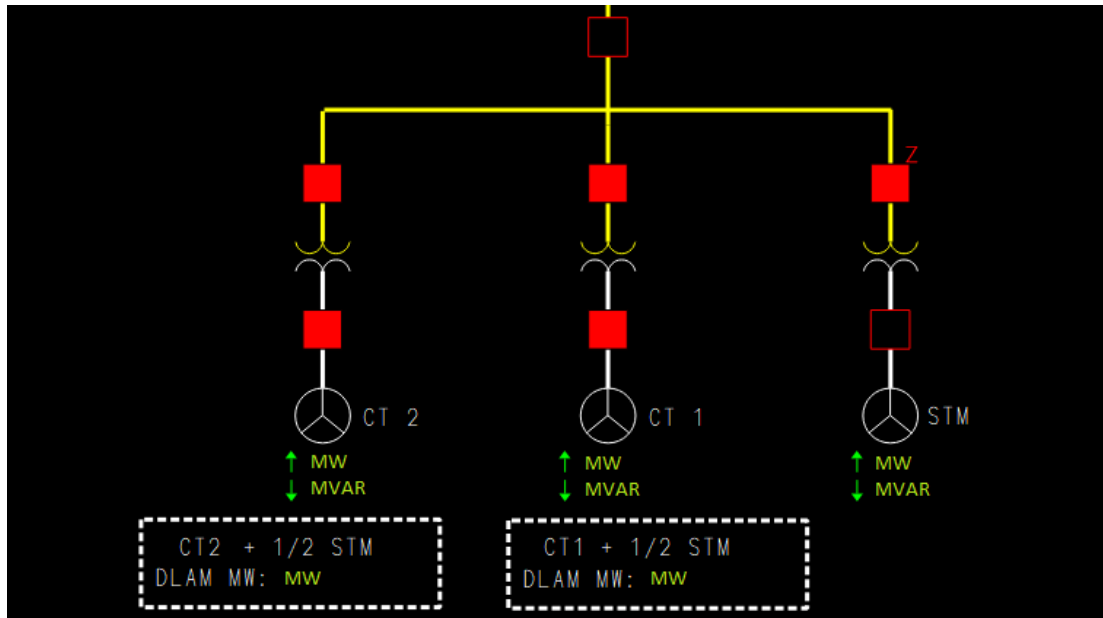 Z
CT 2
CT 1
STM
MW
MVAR
MW
MVAR
MW
MVAR
CT2 + 1/2 STM
DLAM MW: MW
CT1 + 1/2 STM
DLAM MW: MW